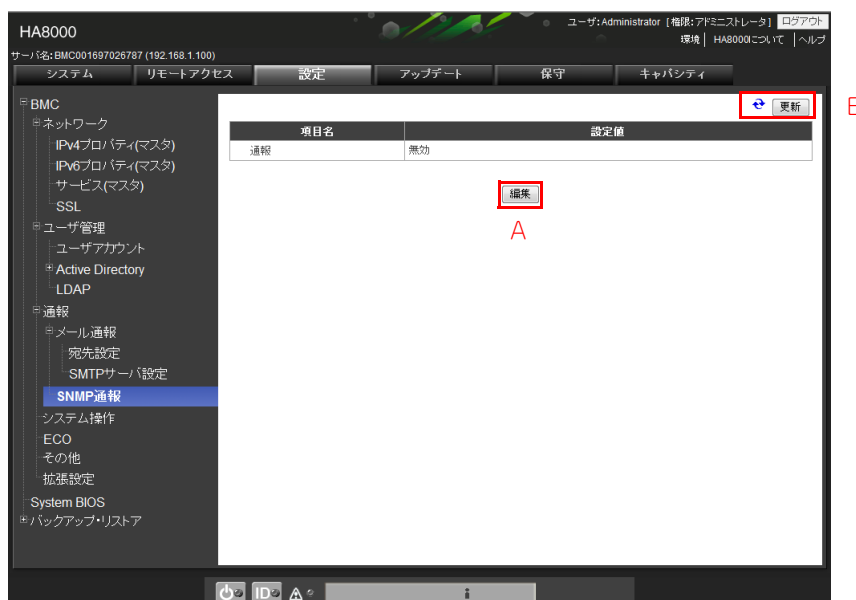 HA8000
ユーザ:Administrator [権限:アドミニストレータ] ログアウト
環境 | HA8000について | ヘルプ
サーバ名:BMC001697026787 (192.168.1.100)
システム リモートアクセス 設定 アップデート 保守 キャパシティ
BMC
ネットワーク
IPv4プロパティ(マスタ)
IPv6プロパティ(マスタ)
サービス(マスタ)
SSL
ユーザ管理
ユーザアカウント
Active Directory
LDAP
通報
メール通報
宛先設定
SMTPサーバ設定
SNMP通報
システム操作
ECO
その他
拡張設定
System BIOS
バックアップ・リストア
更新
項目名 設定値
通報 無効
編集
A
ID